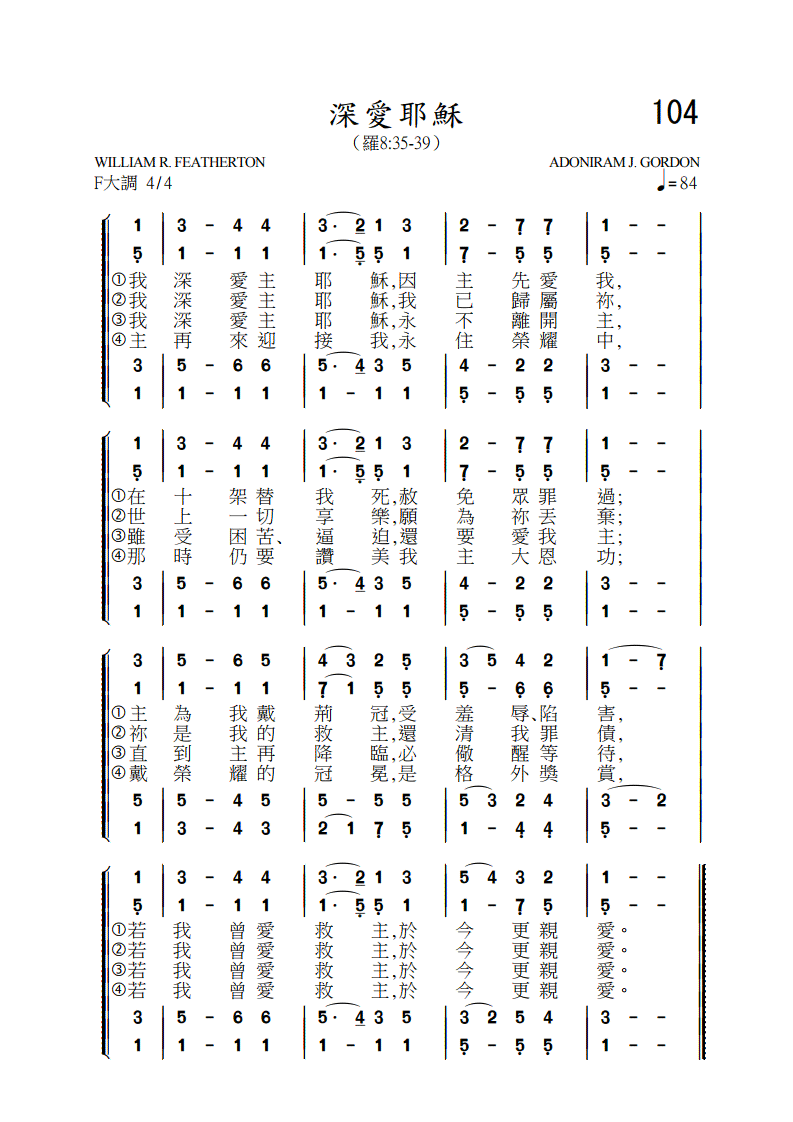 深愛耶穌
104
（羅8:35-39）
WILLIAM R. FEATHERTON
ADONIRAM J. GORDON
F大調 4/4
♩=84
1 | 3 - 4 4 | 3· 2 1 3 | 2 - 7̣ 7̣ | 1 - - |
5̣ | 1 - 1 1 | 1· 5̣ 5̣ 1 | 7̣ - 5̣ 5̣ | 1 - - |
①我 深 愛主 耶 穌,因 主 先愛 我,
②我 深 愛主 耶 穌,我 已 歸屬 祢,
③我 深 愛主 耶 穌,永 不 離開 主,
④主 再 來迎 接 我,永 住 榮耀 中,
3 | 5 - 6 6 | 5· 4 3 5 | 4 - 2 2 | 3 - - |
1 | 1 - 1 1 | 1 - 1 1 | 5̣ - 5̣ 5̣ | 1 - - |
1 | 3 - 4 4 | 3· 2 1 3 | 2 - 7̣ 7̣ | 1 - - |
5̣ | 1 - 1 1 | 1· 5̣ 5̣ 1 | 7̣ - 5̣ 5̣ | 1 - - |
①在 十 架替 我 死,赦 免 眾罪 過;
②世 上 一切 享 樂,願 為 祢丟 棄;
③雖 受 困苦、逼 迫,還 要 愛我 主;
④那 時 仍要 讚 美我 主 大恩 功;
3 | 5 - 6 6 | 5· 4 3 5 | 4 - 2 2 | 3 - - |
1 | 1 - 1 1 | 1 - 1 1 | 5̣ - 5̣ 5̣ | 1 - - |
3 | 5 - 6 5 | 4 3 2 5̣ | 3 5 4 2 | 1 - 7̣ |
1 | 1 - 1 1 | 7̣ 1 5̣ 5̣ | 5̣ - 6̣ 6̣ | 5̣ - - |
①主 為 我戴 荊 冠,受 羞 辱、陷 害,
②祢 是 我的 救 主,還 清 我罪 債,
③直 到 主再 降 臨,必 儆 醒等 待,
④戴 榮 耀的 冠 冕,是 格 外獎 賞,
5 | 5 - 4 5 | 5 - 5 5 | 5 3 2 4 | 3 - 2 |
1 | 3 - 4 3 | 2 1 7̣ 5̣ | 1 - 4̣ 4̣ | 5̣ - - |
1 | 3 - 4 4 | 3· 2 1 3 | 5 4 3 2 | 1 - - ‖
5̣ | 1 - 1 1 | 1· 5̣ 5̣ 1 | 1 - 7̣ 5̣ | 5̣ - - ‖
①若 我 曾愛 救 主,於 今 更親 愛。
②若 我 曾愛 救 主,於 今 更親 愛。
③若 我 曾愛 救 主,於 今 更親 愛。
④若 我 曾愛 救 主,於 今 更親 愛。
3 | 5 - 6 6 | 5· 4 3 5 | 3 2 5 4 | 3 - - ‖
1 | 1 - 1 1 | 1 - 1 1 | 5̣ - 5̣ 5̣ | 1 - - ‖